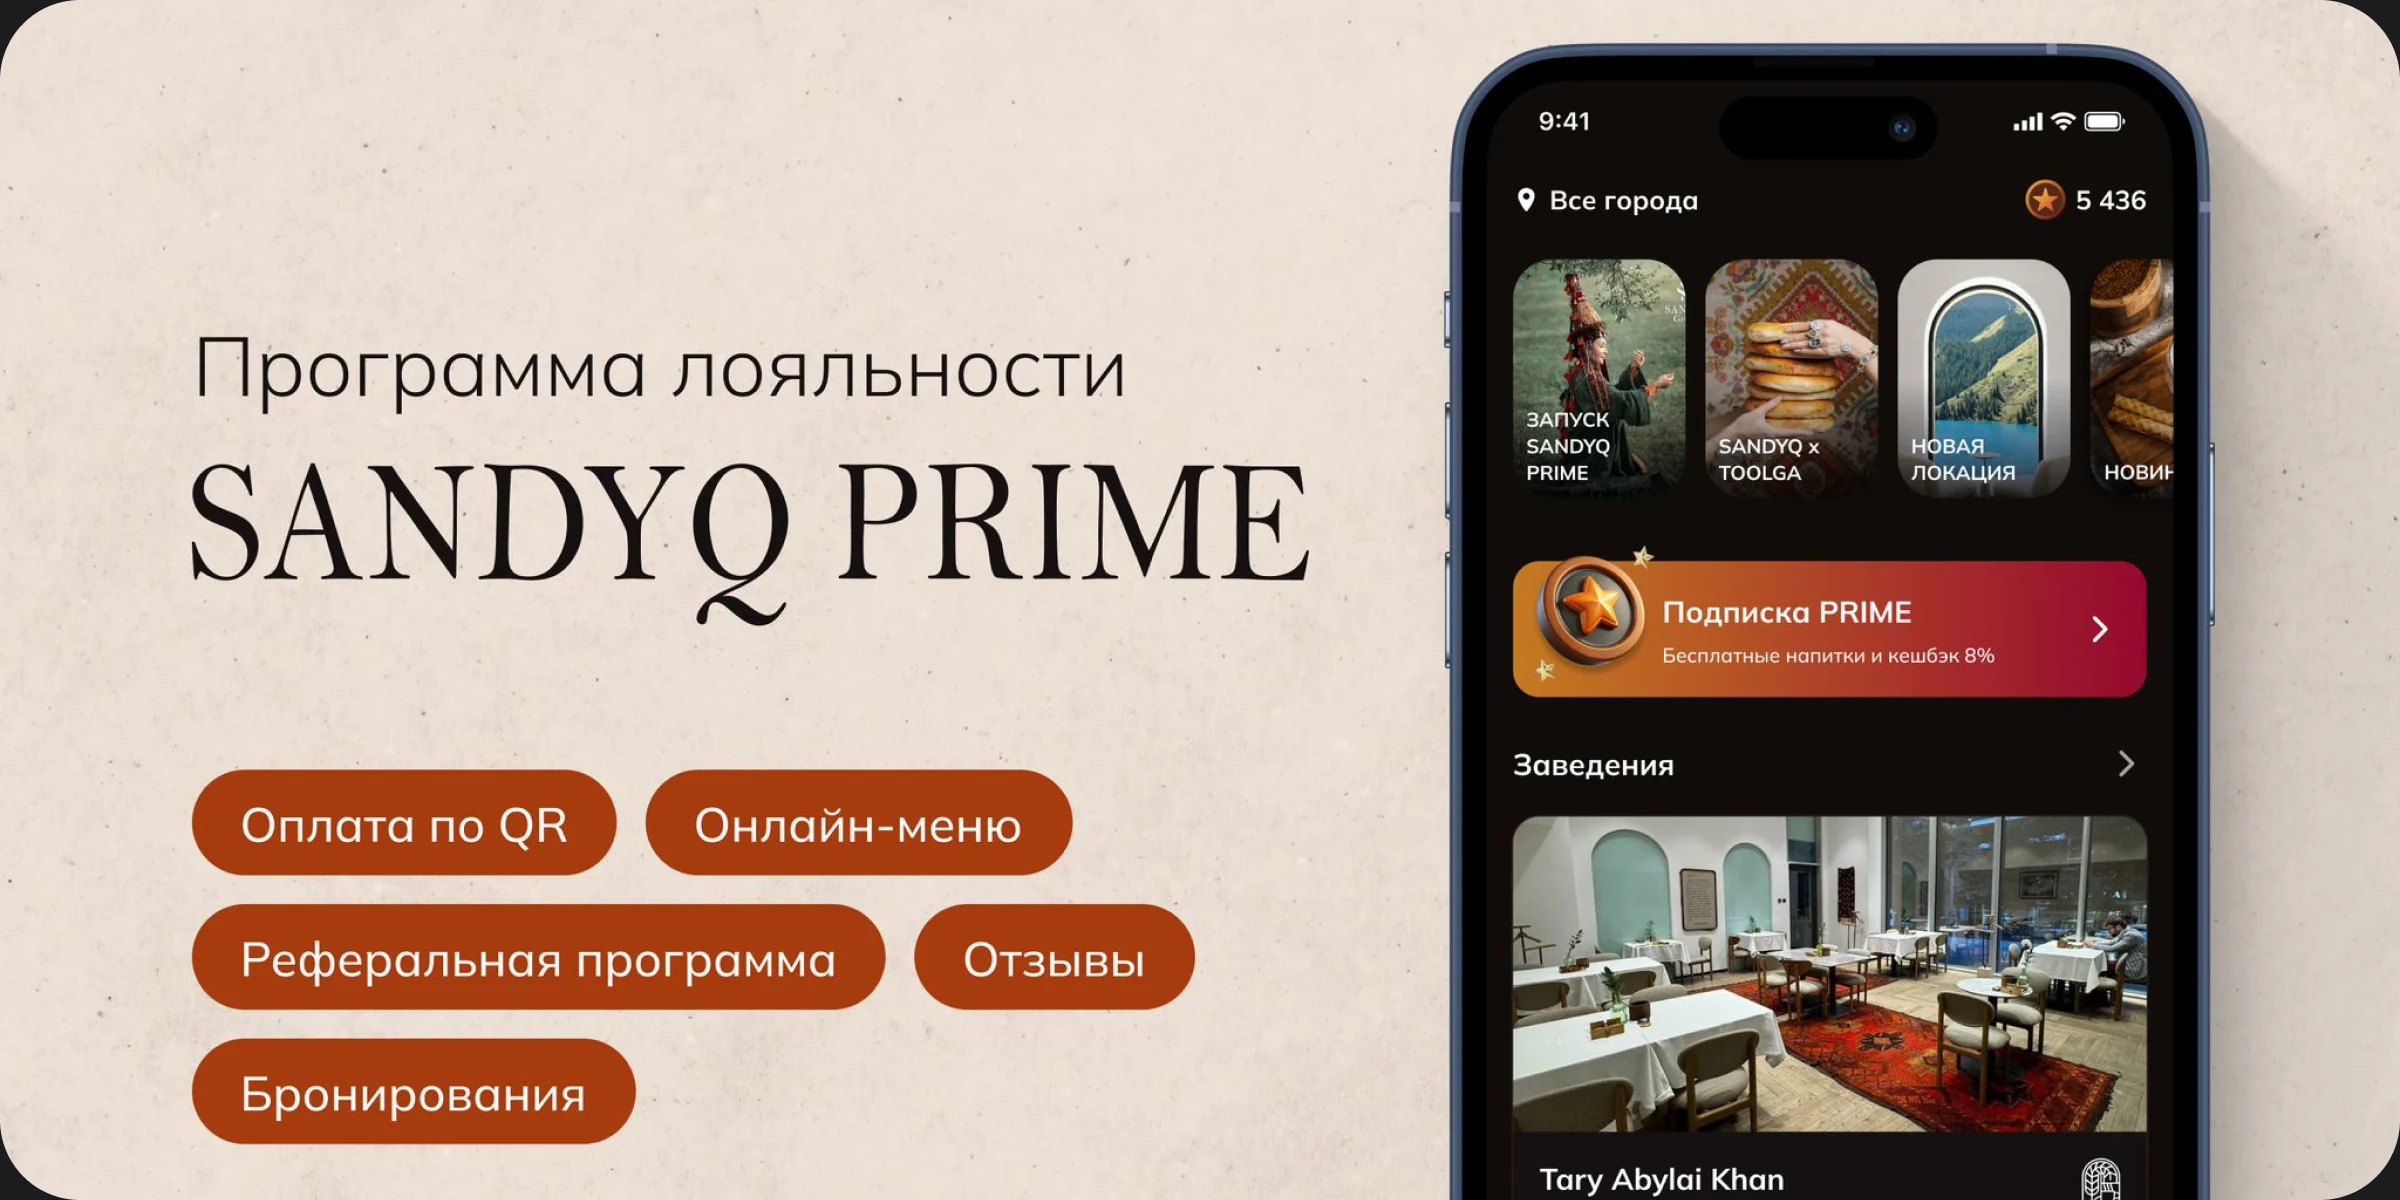 Программа лояльности
SANDYQ PRIME
Оплата по QR
Онлайн-меню
Реферальная программа
Отзывы
Бронирования
9:41
Все города
5 436
ЗАПУСК
SANDYQ
PRIME
SANDYQ x
TOOLGA
НОВАЯ
ЛОКАЦИЯ
НОВИН
Подписка PRIME
Бесплатные напитки и кешбэк 8%
Заведения
Tary Abylai Khan